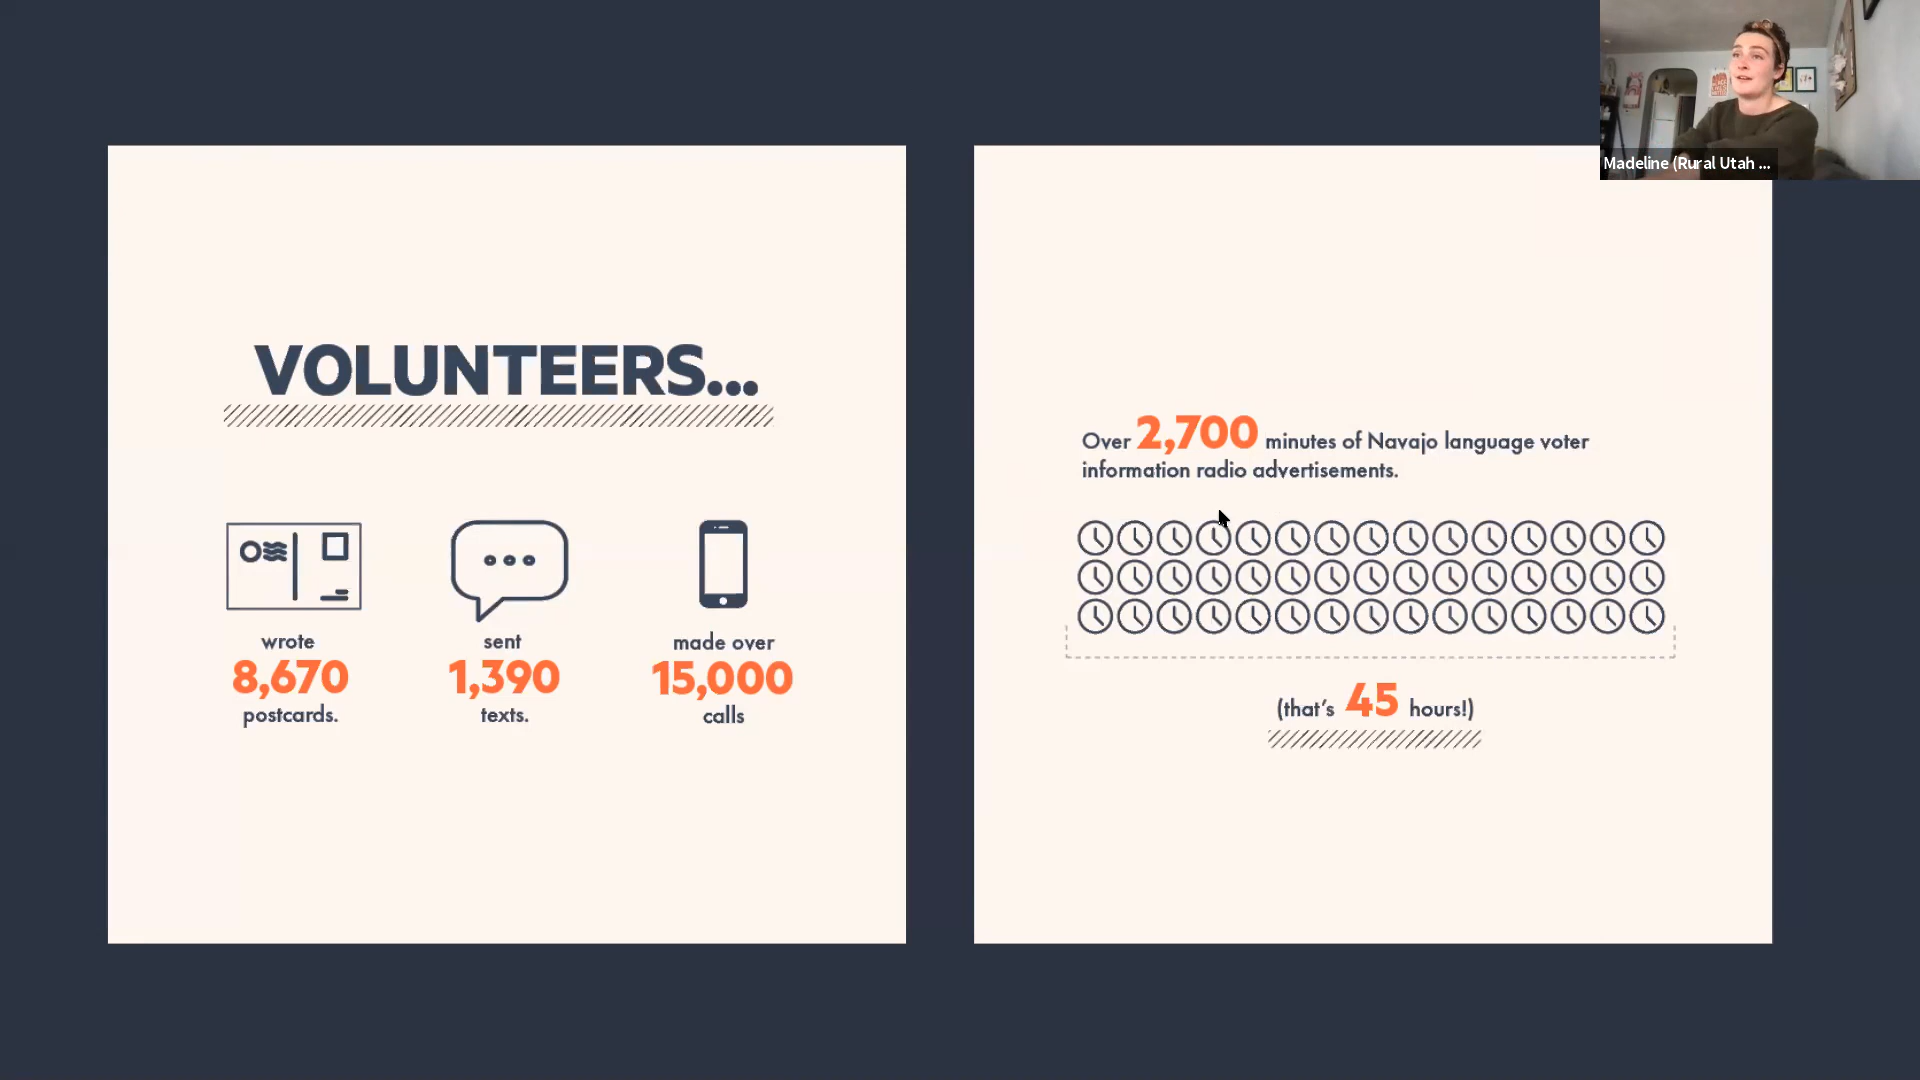 VOLUNTEERS...
wrote
8,670
postcards.
sent
1,390
texts.
made over
15,000
calls
Over 2,700 minutes of Navajo language voter
information radio advertisements.
(that's 45 hours!)
Madeline (Rural Utah ...